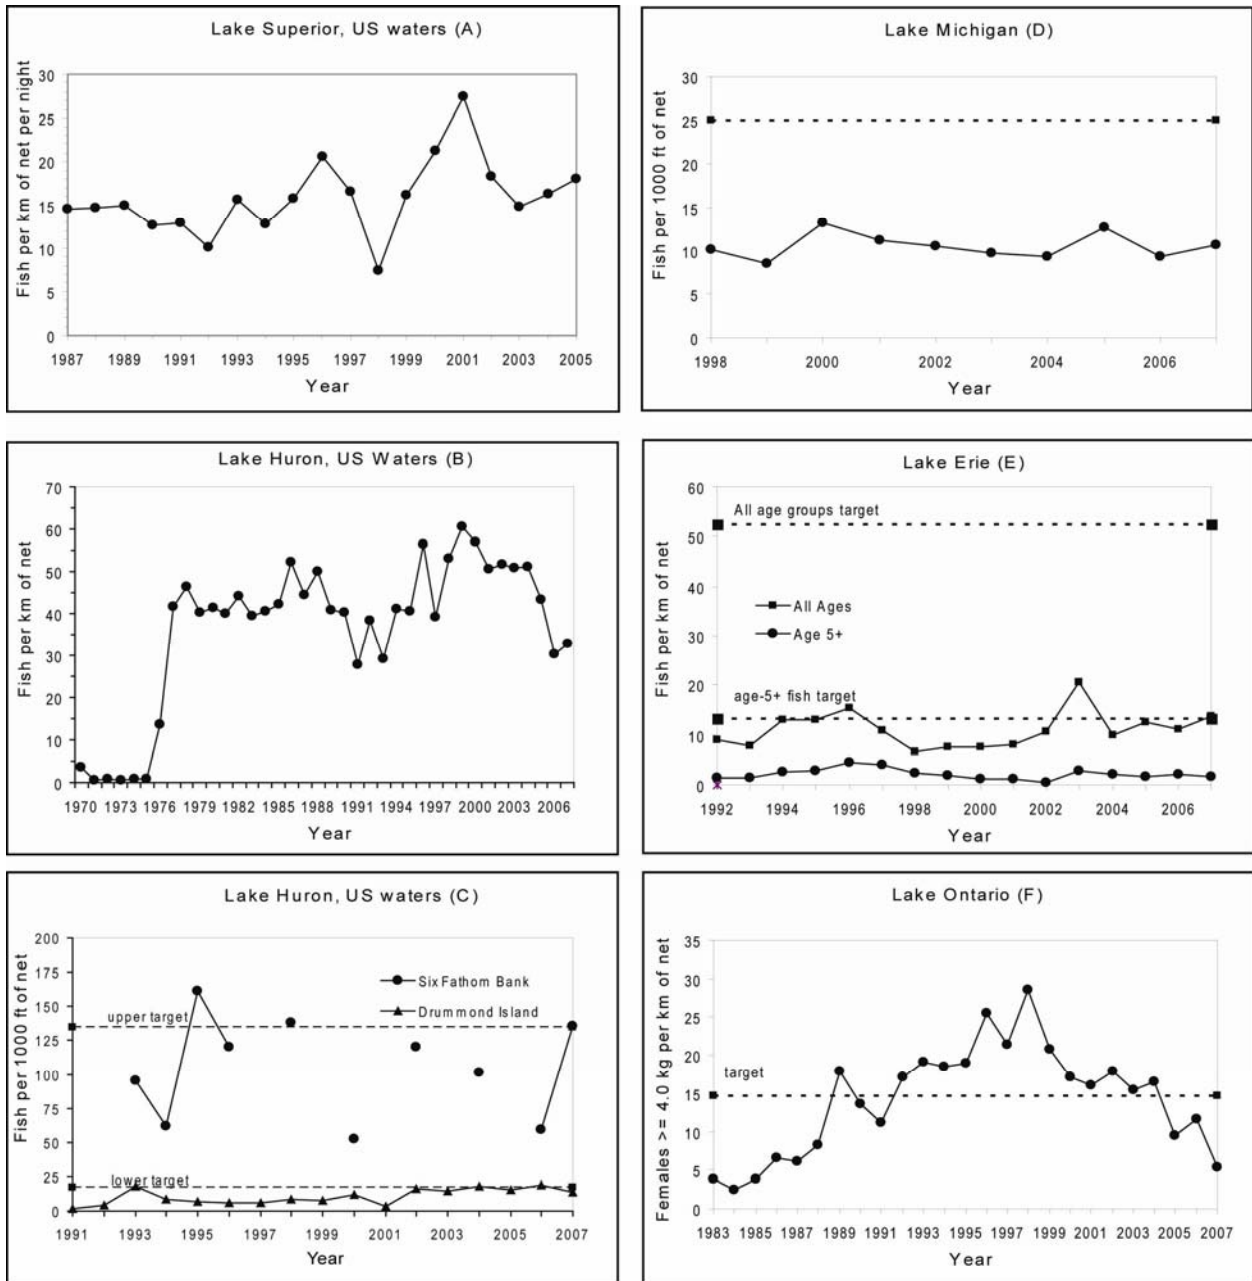 Lake Superior, US waters (A)
Fish per km of net per night
30
25
20
15
10
5
0
1987 1989 1991 1993 1995 1997 1999 2001 2003 2005
Year
Lake Michigan (D)
Fish per 1000 ft of net
30
25
20
15
10
5
0
1998 2000 2002 2004 2006
Year
Lake Huron, US Waters (B)
Fish per km of net
70
60
50
40
30
20
10
0
1970 1973 1976 1979 1982 1985 1988 1991 1994 1997 2000 2003 2006
Year
Lake Erie (E)
Fish per km of net
60
50
40
30
20
10
0
All age groups target
All Ages
Age 5+
age-5+ fish target
1992 1994 1996 1998 2000 2002 2004 2006
Year
Lake Huron, US waters (C)
Fish per 1000 ft of net
200
175
150
125
100
75
50
25
0
Six Fathom Bank
Drummond Island
upper target
lower target
1991 1993 1995 1997 1999 2001 2003 2005 2007
Year
Lake Ontario (F)
Females >= 4.0 kg per km of net
35
30
25
20
15
10
5
0
target
1983 1985 1987 1989 1991 1993 1995 1997 1999 2001 2003 2005 2007
Year